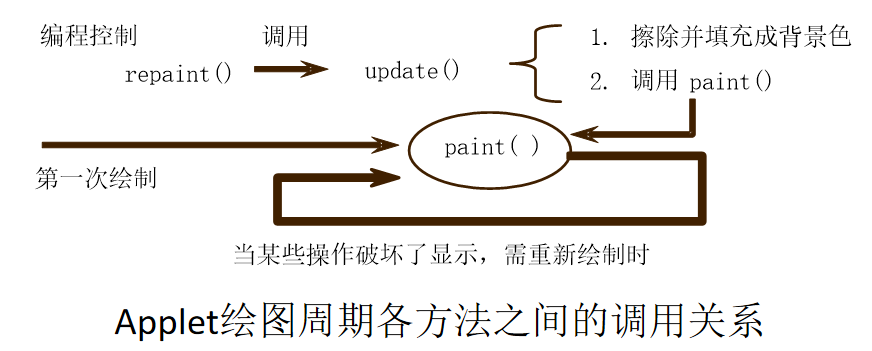 编程控制
调用
repaint()
update()
1. 擦除并填充成背景色
2. 调用 paint()
paint( )
第一次绘制
当某些操作破坏了显示，需重新绘制时
Applet绘图周期各方法之间的调用关系